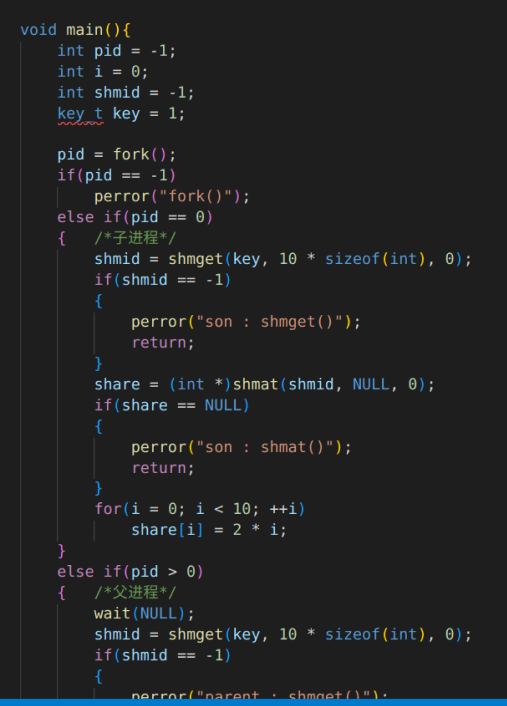 void main(){
    int pid = -1;
    int i = 0;
    int shmid = -1;
    key_t key = 1;

    pid = fork();
    if(pid == -1)
        perror("fork()");
    else if(pid == 0)
    {   /*子进程*/
        shmid = shmget(key, 10 * sizeof(int), 0);
        if(shmid == -1)
        {
            perror("son : shmget()");
            return;
        }
        share = (int *)shmat(shmid, NULL, 0);
        if(share == NULL)
        {
            perror("son : shmat()");
            return;
        }
        for(i = 0; i < 10; ++i)
            share[i] = 2 * i;
    }
    else if(pid > 0)
    {   /*父进程*/
        wait(NULL);
        shmid = shmget(key, 10 * sizeof(int), 0);
        if(shmid == -1)
        {
            perror("parent : shmget()");